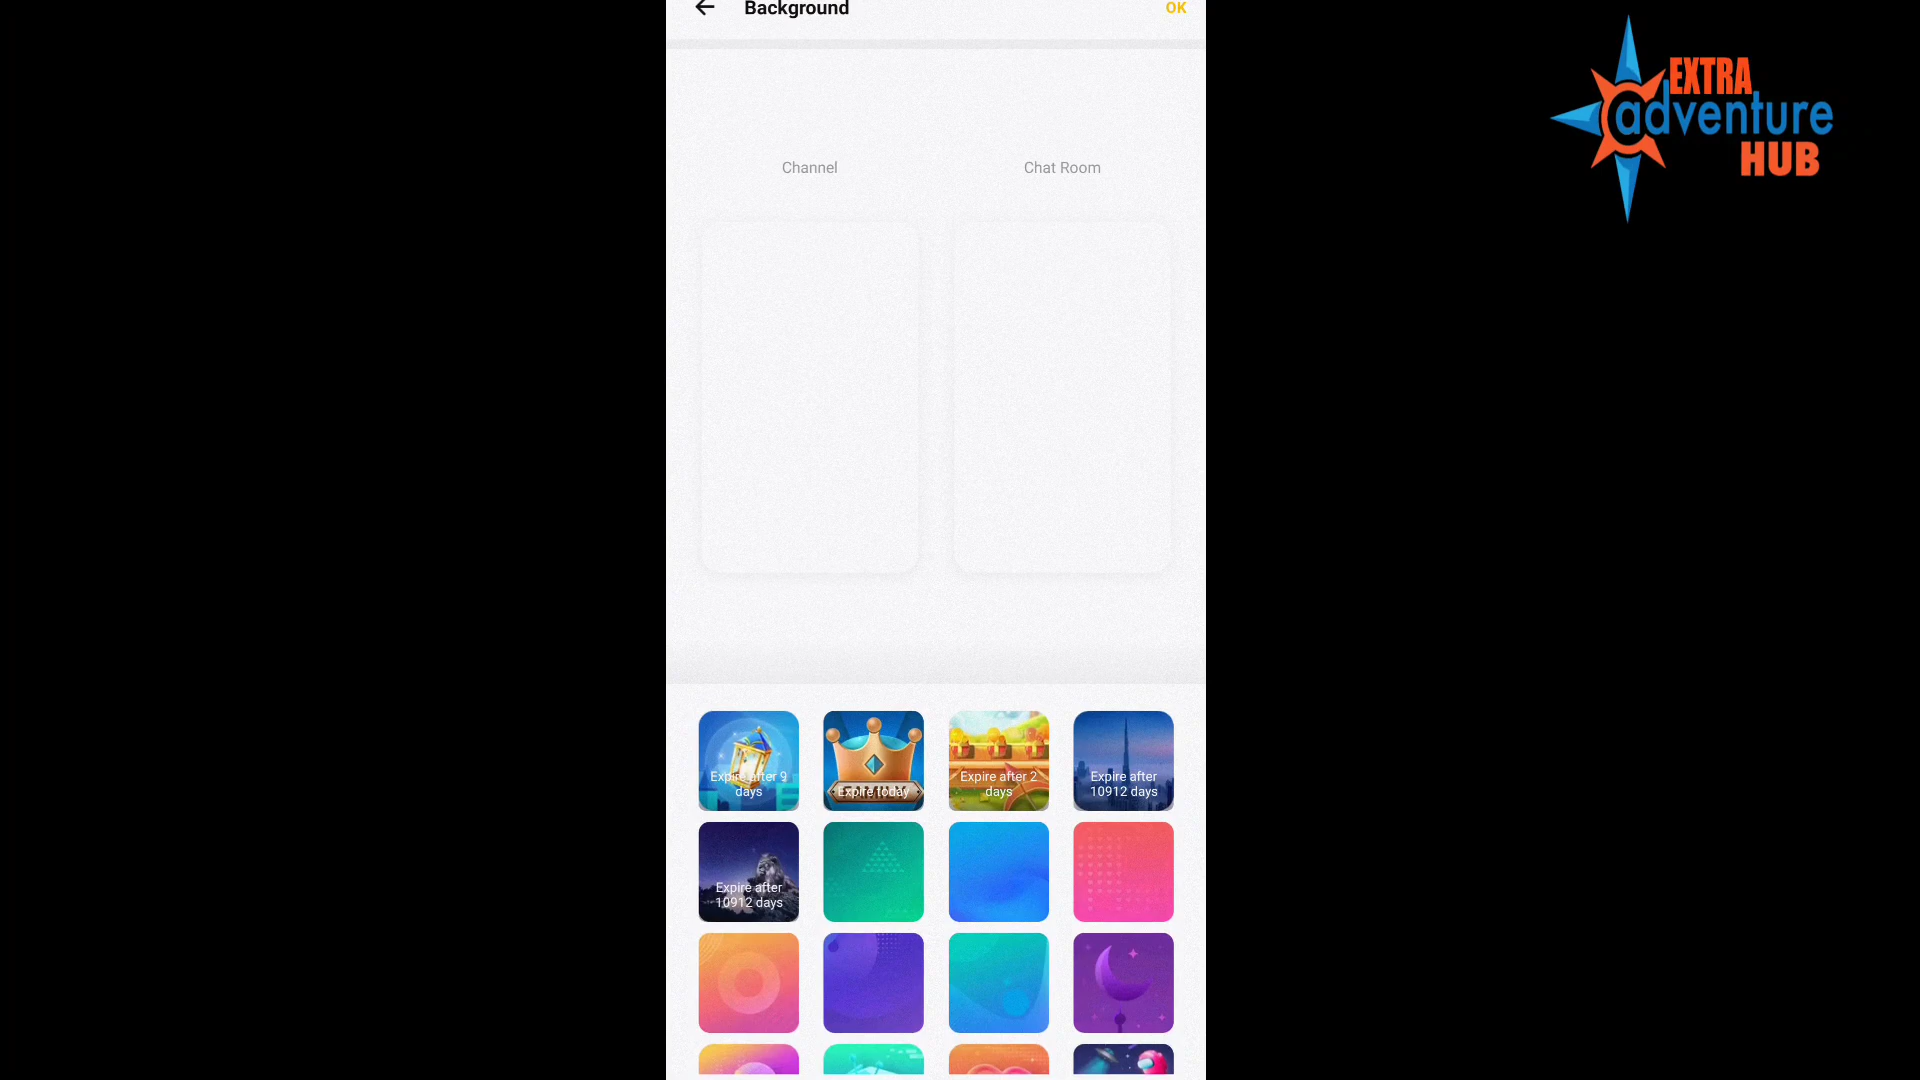 Background
OK
Channel
Chat Room
Expire after 9
days
Expire today
Expire after 2
days
Expire after
10912 days
Expire after
10912 days
EXTRA
adventure
HUB